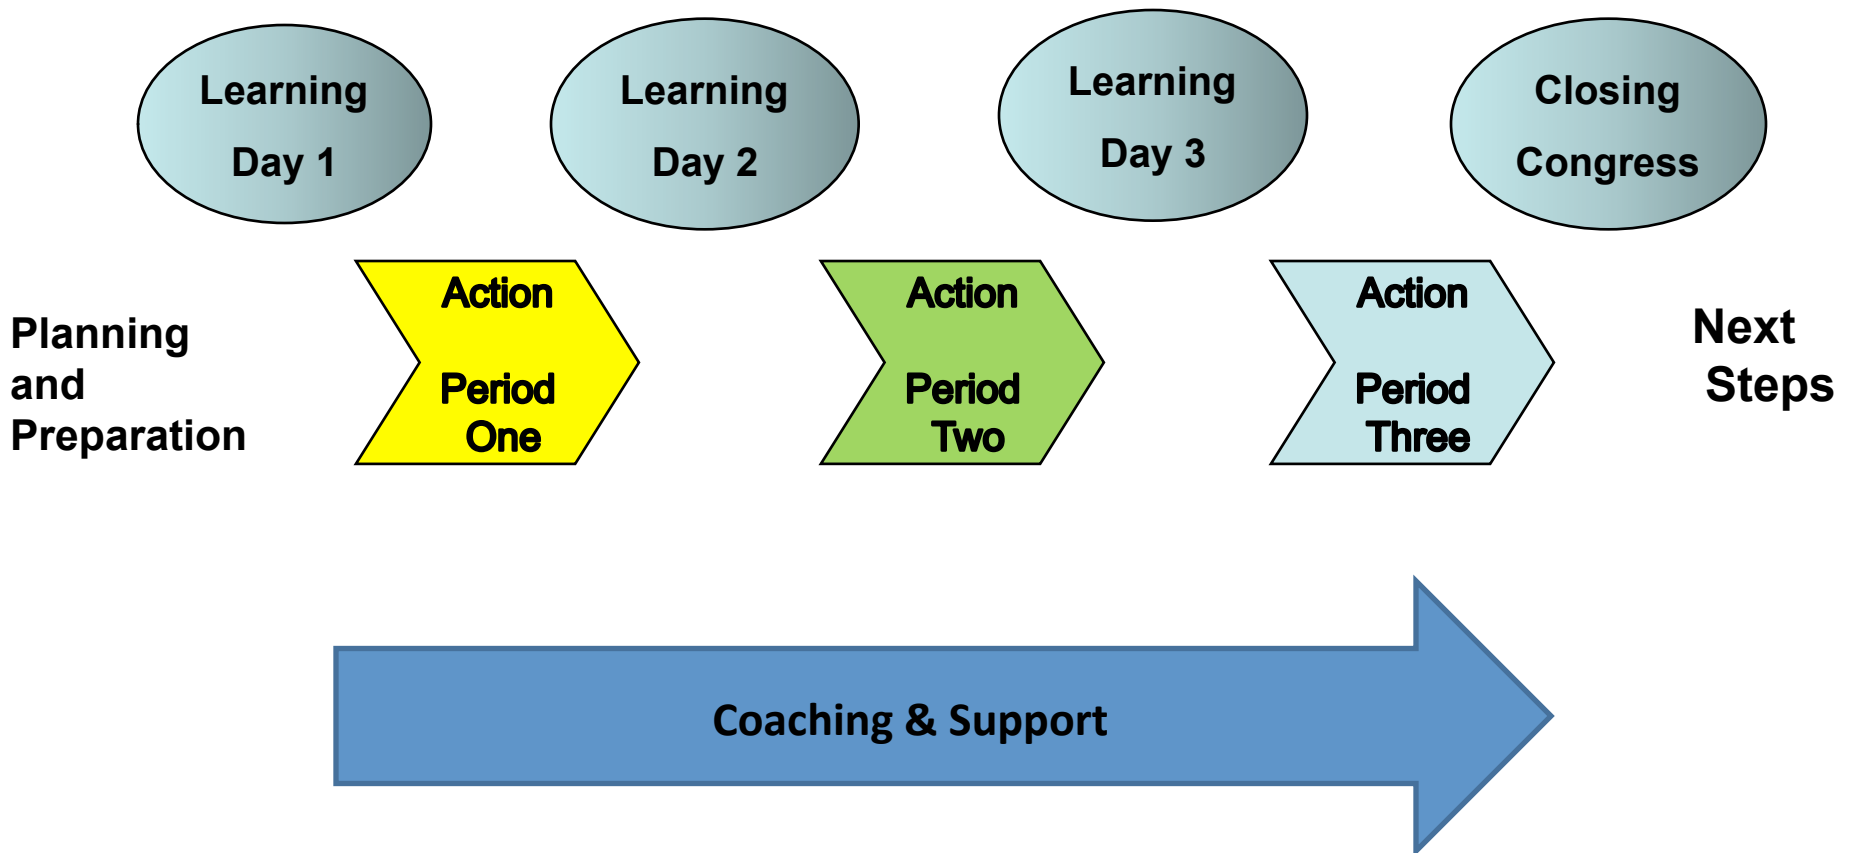 Learning
Day 1
Learning
Day 2
Learning
Day 3
Closing
Congress
Planning
and
Preparation
Action
Period
One
Action
Period
Two
Action
Period
Three
Next
Steps
Coaching & Support